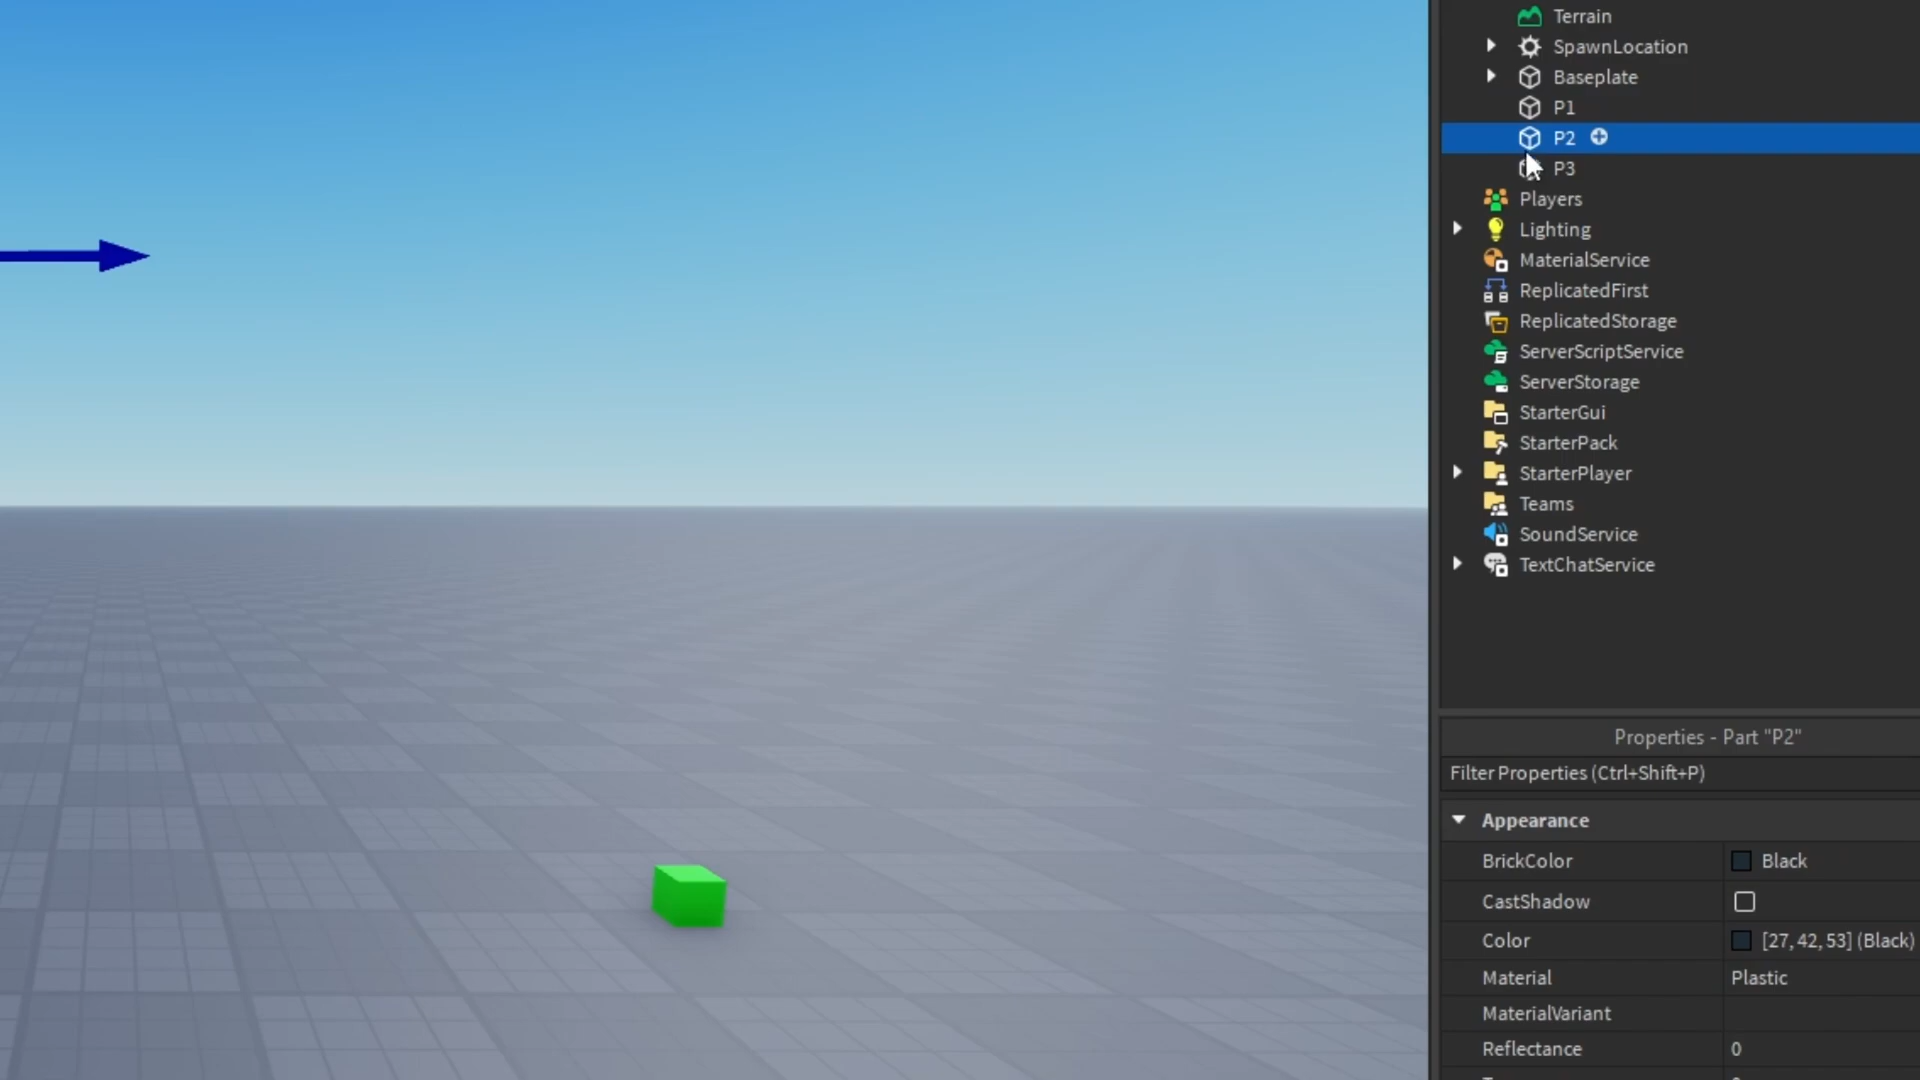 Terrain
SpawnLocation
Baseplate
P1
P2
P3
Players
Lighting
MaterialService
ReplicatedFirst
ReplicatedStorage
ServerScriptService
ServerStorage
StarterGui
StarterPack
StarterPlayer
Teams
SoundService
TextChatService
Properties - Part "P2"
Filter Properties (Ctrl+Shift+P)
Appearance
BrickColor Black
CastShadow
Color [27, 42, 53] (Black)
Material Plastic
MaterialVariant
Reflectance 0